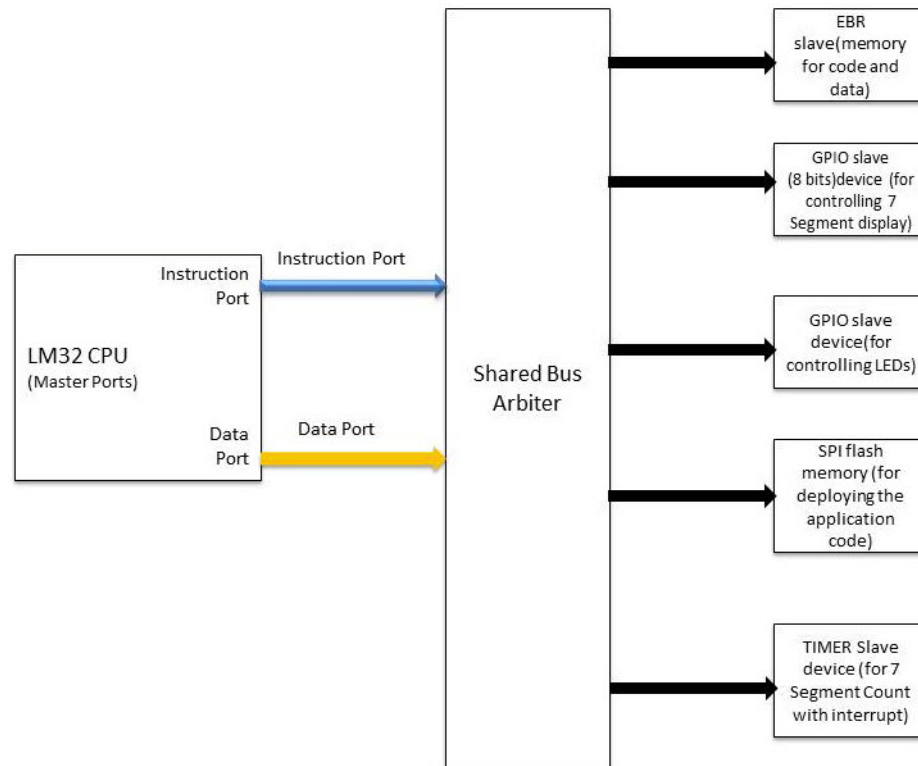 EBR
slave(memory
for code and
data)
GPIO slave
(8 bits)device (for
controlling 7
Segment display)
Instruction Port
Instruction
Port
LM32 CPU
(Master Ports)
Data Port
Data
Port
Shared Bus
Arbiter
GPIO slave
device(for
controlling LEDs)
SPI flash
memory (for
deploying the
application
code)
TIMER Slave
device (for 7
Segment Count
with interrupt)